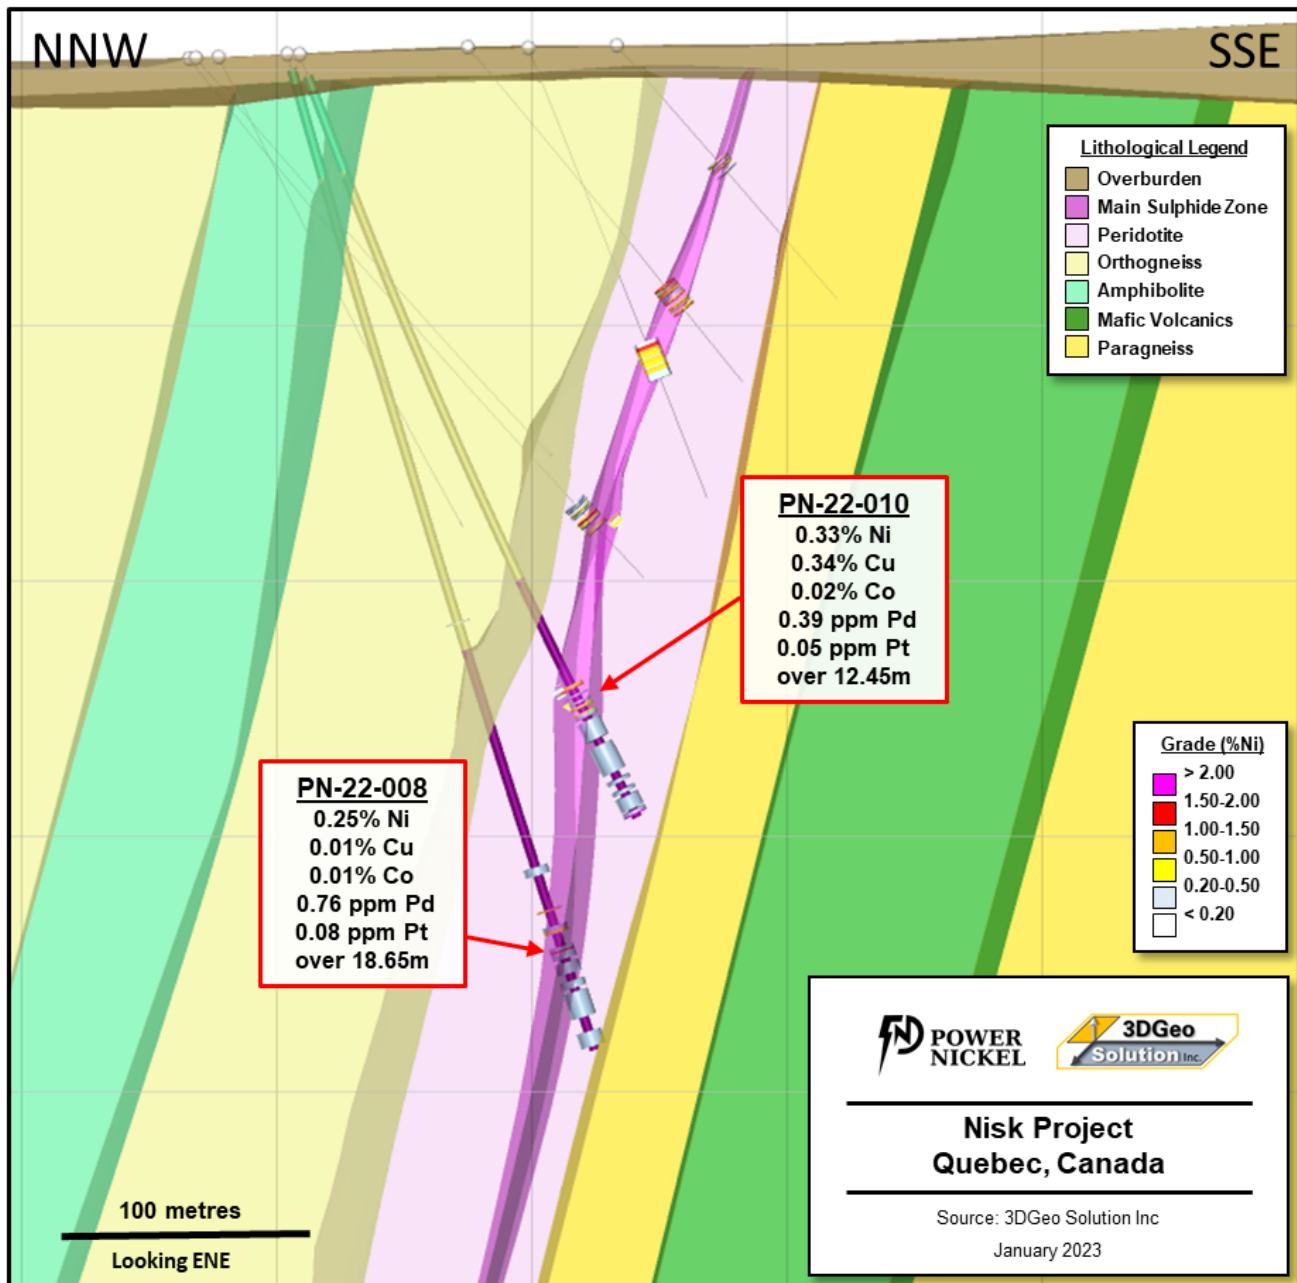 NNW
SSE
Lithological Legend
Overburden
Main Sulphide Zone
Peridotite
Orthogneiss
Amphibolite
Mafic Volcanics
Paragneiss
PN-22-010
0.33% Ni
0.34% Cu
0.02% Co
0.39 ppm Pd
0.05 ppm Pt
over 12.45m
PN-22-008
0.25% Ni
0.01% Cu
0.01% Co
0.76 ppm Pd
0.08 ppm Pt
over 18.65m
Grade (%Ni)
> 2.00
1.50-2.00
1.00-1.50
0.50-1.00
0.20-0.50
< 0.20
POWER
NICKEL
3DGeo
Solution Inc.
Nisk Project
Quebec, Canada
Source: 3DGeo Solution Inc
January 2023
100 metres
Looking ENE